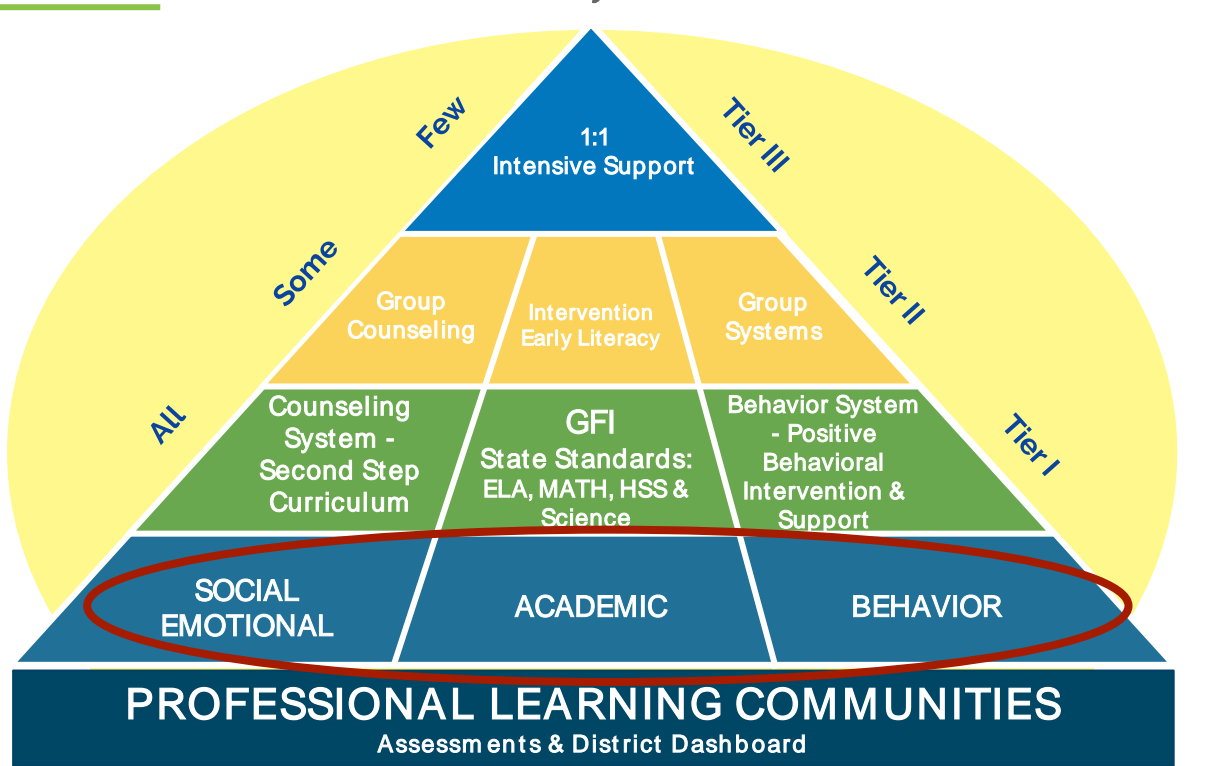 Few
Tier III
1:1
Intensive Support
Some
Tier II
Group
Counseling
Intervention
Early Literacy
Group
Systems
All
Tier I
Counseling
System -
Second Step
Curriculum
GFI
State Standards:
ELA, MATH, HSS &
Science
Behavior System
- Positive
Behavioral
Intervention &
Support
SOCIAL
EMOTIONAL
ACADEMIC
BEHAVIOR
PROFESSIONAL LEARNING COMMUNITIES
Assessments & District Dashboard